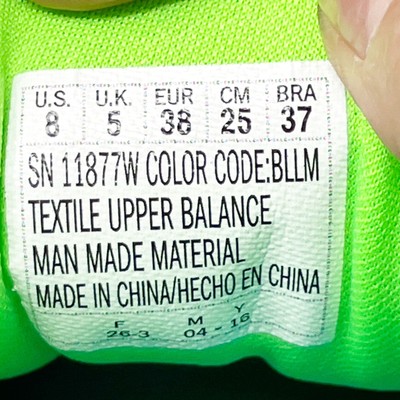 U.S. U.K. EUR CM BRA
8 5 38 25 37
SN 11877W COLOR CODE:BLLM
TEXTILE UPPER BALANCE
MAN MADE MATERIAL
MADE IN CHINA/HECHO EN CHINA
F M Y
26-3 04 - 16